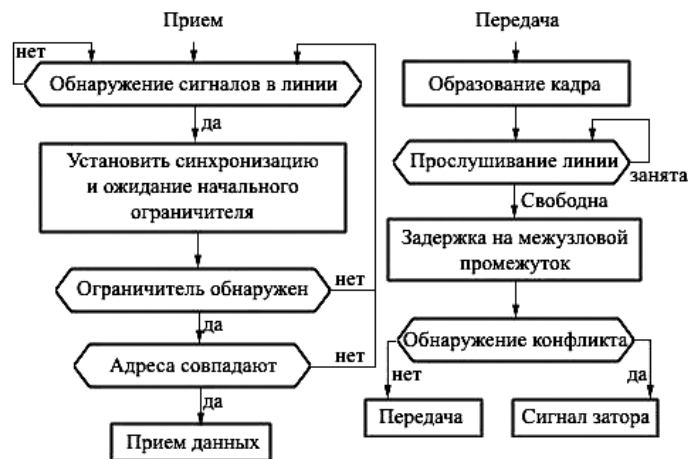 Прием
нет
Обнаружение сигналов в линии
да
Установить синхронизацию
и ожидание начального
ограничителя
Ограничитель обнаружен
нет
да
Адреса совпадают
нет
да
Прием данных
Передача
Образование кадра
Прослушивание линии
занята
Свободна
Задержка на межузловой
промежуток
Обнаружение конфликта
нет
да
Передача
Сигнал затора